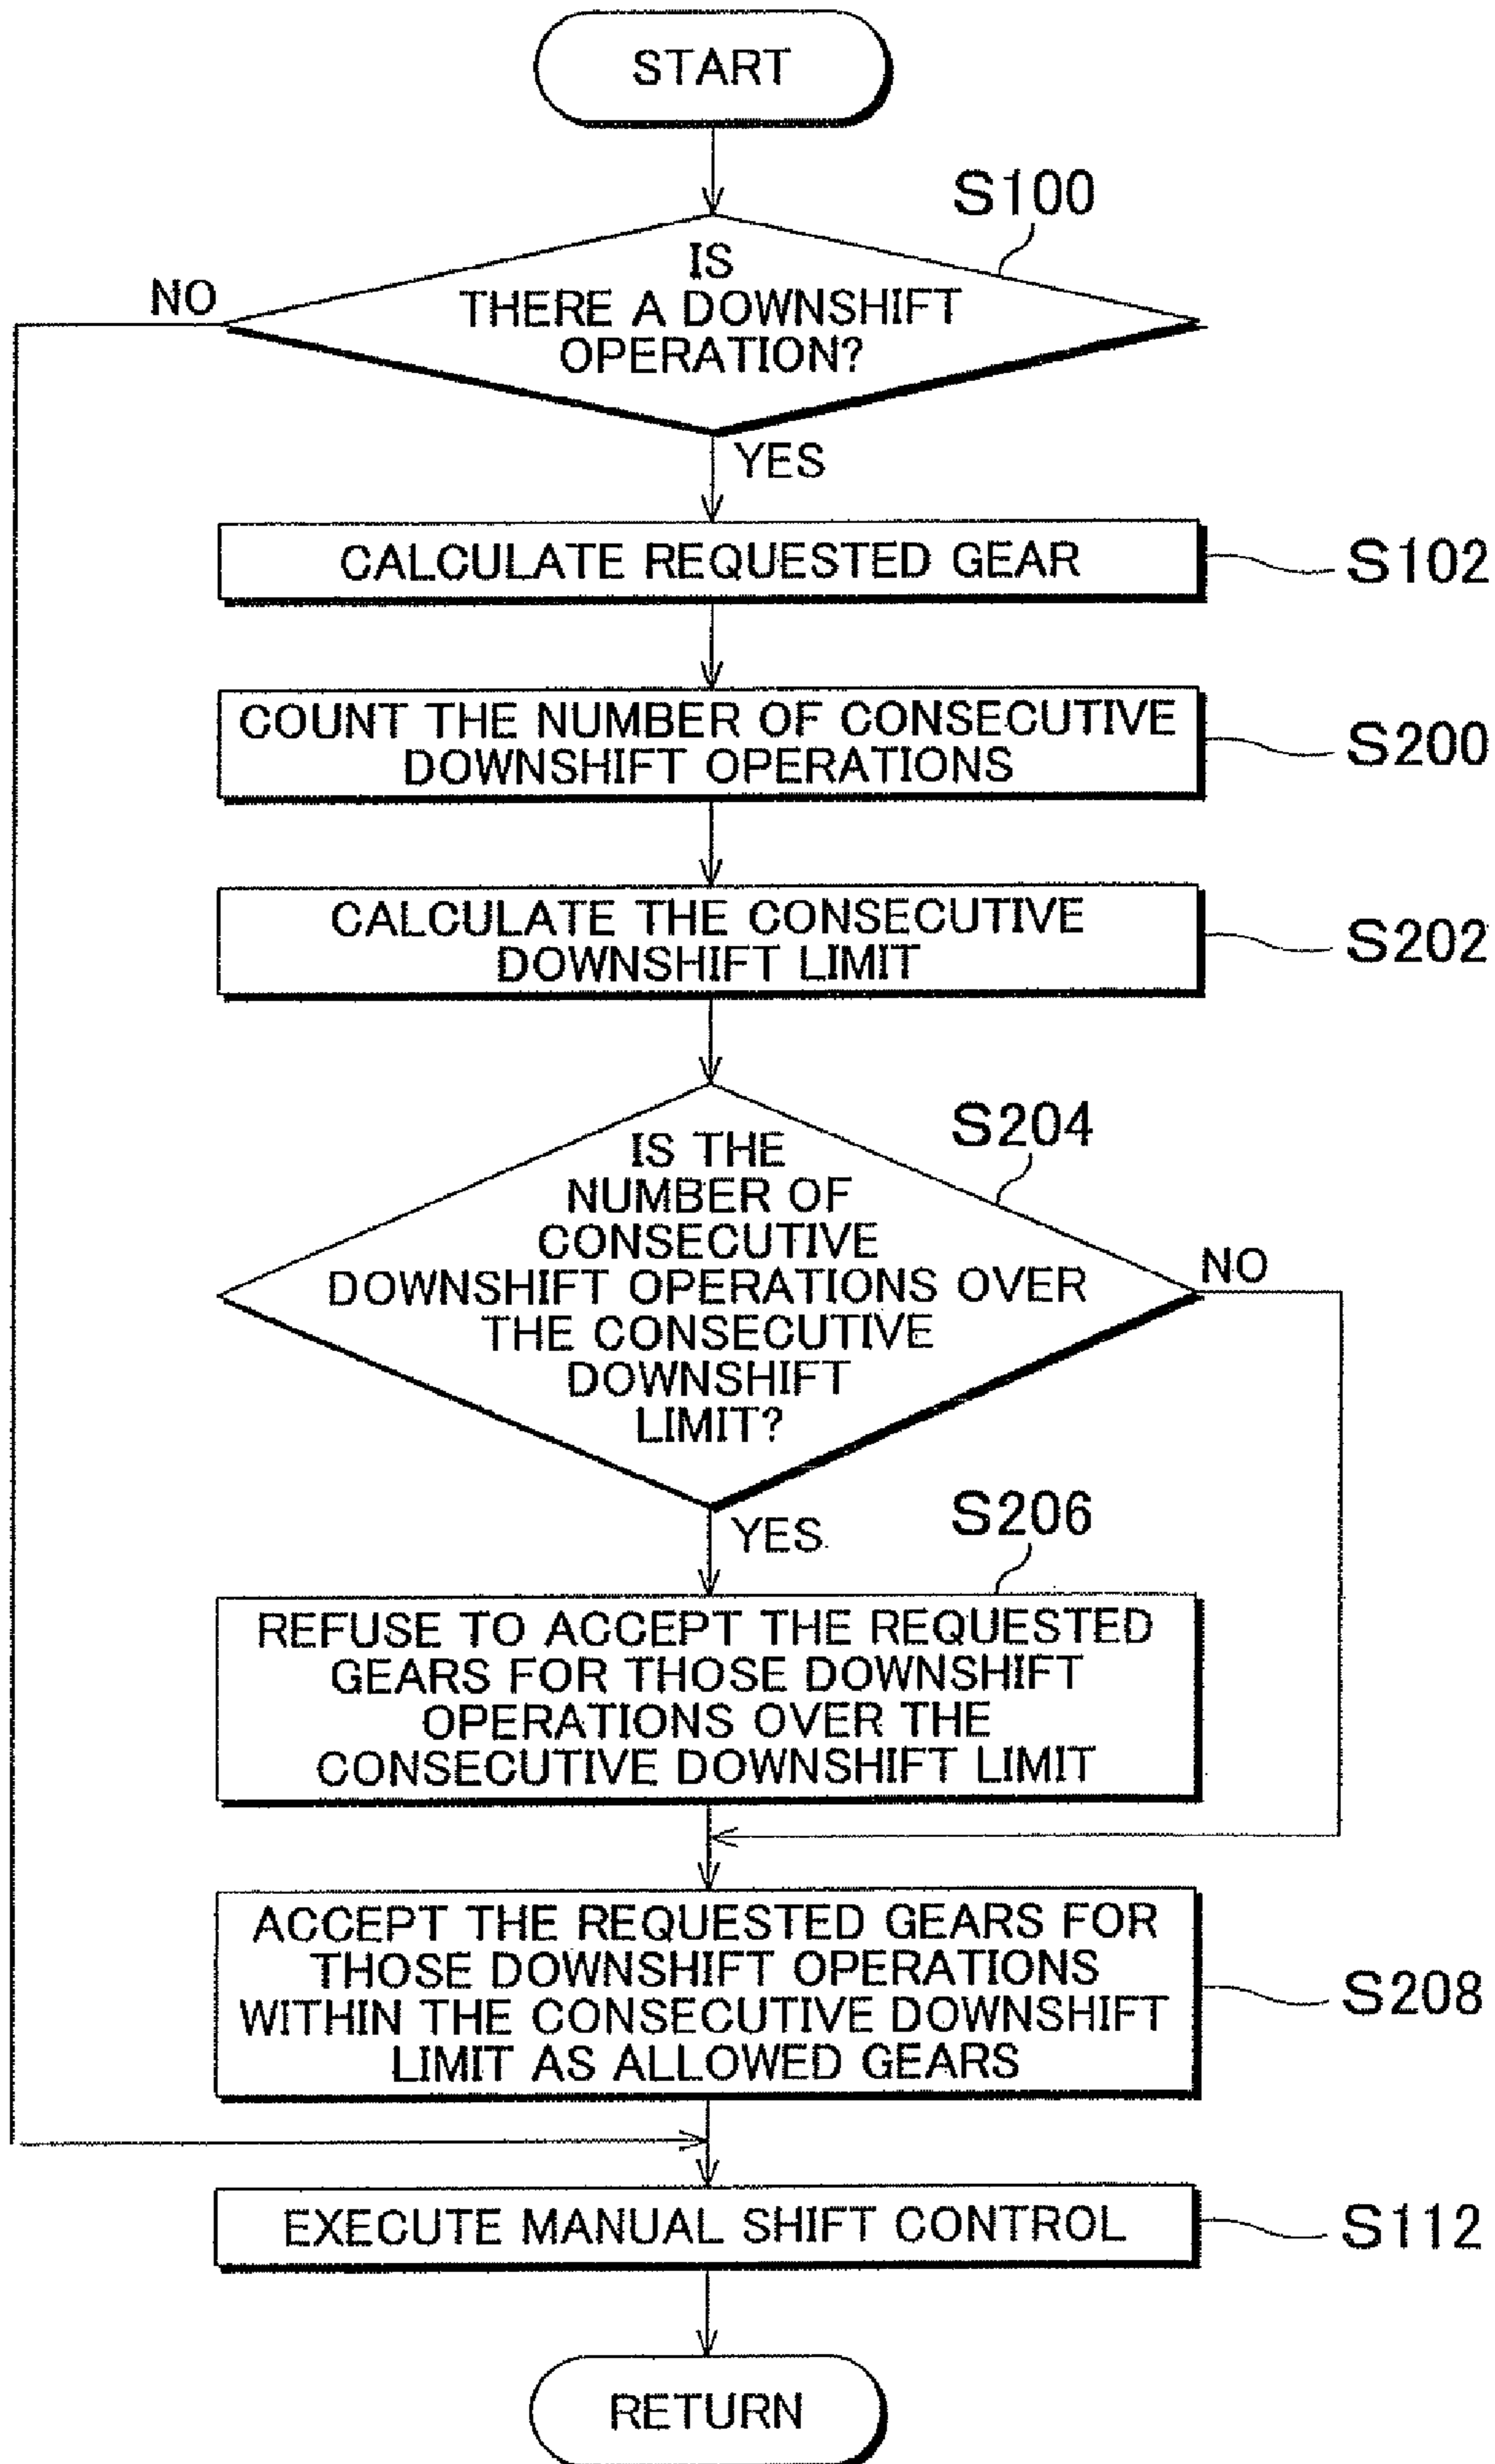 START
S100
IS
THERE A DOWNSHIFT
OPERATION?
NO
YES
CALCULATE REQUESTED GEAR
S102
COUNT THE NUMBER OF CONSECUTIVE
DOWNSHIFT OPERATIONS
S200
CALCULATE THE CONSECUTIVE
DOWNSHIFT LIMIT
S202
S204
IS THE
NUMBER OF
CONSECUTIVE
DOWNSHIFT OPERATIONS OVER
THE CONSECUTIVE
DOWNSHIFT
LIMIT?
NO
YES
S206
REFUSE TO ACCEPT THE REQUESTED
GEARS FOR THOSE DOWNSHIFT
OPERATIONS OVER THE
CONSECUTIVE DOWNSHIFT LIMIT
ACCEPT THE REQUESTED GEARS FOR
THOSE DOWNSHIFT OPERATIONS
WITHIN THE CONSECUTIVE DOWNSHIFT
LIMIT AS ALLOWED GEARS
S208
EXECUTE MANUAL SHIFT CONTROL
S112
RETURN